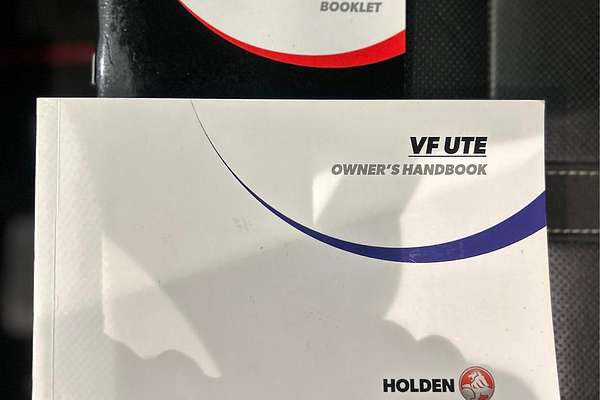 BOOKLET
VF UTE
OWNER'S HANDBOOK
HOLDEN